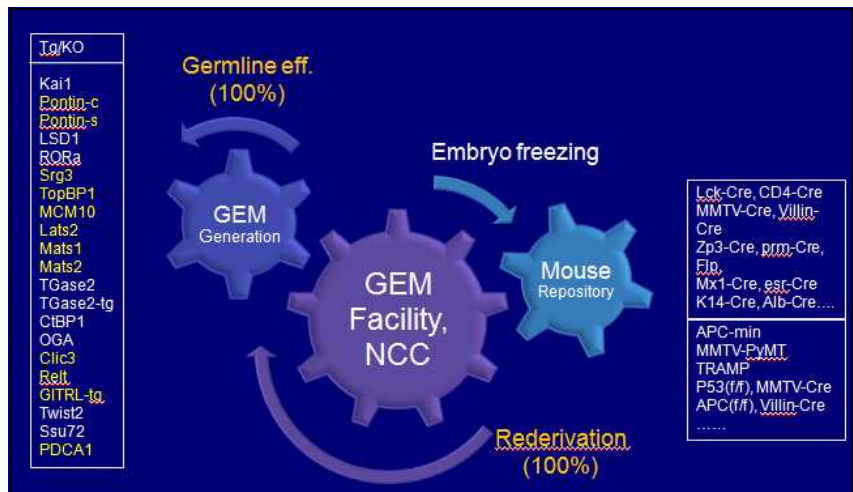 Tg/KO
Kai1
Pontin-c
Pontin-s
LSD1
RORa
Srg3
TopBP1
MCM10
Lats2
Mats1
Mats2
TGase2
TGase2-tg
CtBP1
OGA
Clic3
Relt
GITRL-tg
Twist2
Ssu72
PDCA1
Germline eff.
(100%)
GEM
Generation
Embryo freezing
GEM
Facility,
NCC
Mouse
Repository
Rederivation
(100%)
Lck-Cre, CD4-Cre
MMTV-Cre, Villin-
Cre
Zp3-Cre, prm-Cre,
Flp,
Mx1-Cre, esr-Cre
K14-Cre, Alb-Cre....
APC-min
MMTV-PyMT
TRAMP
P53(f/f), MMTV-Cre
APC(f/f), Villin-Cre
......